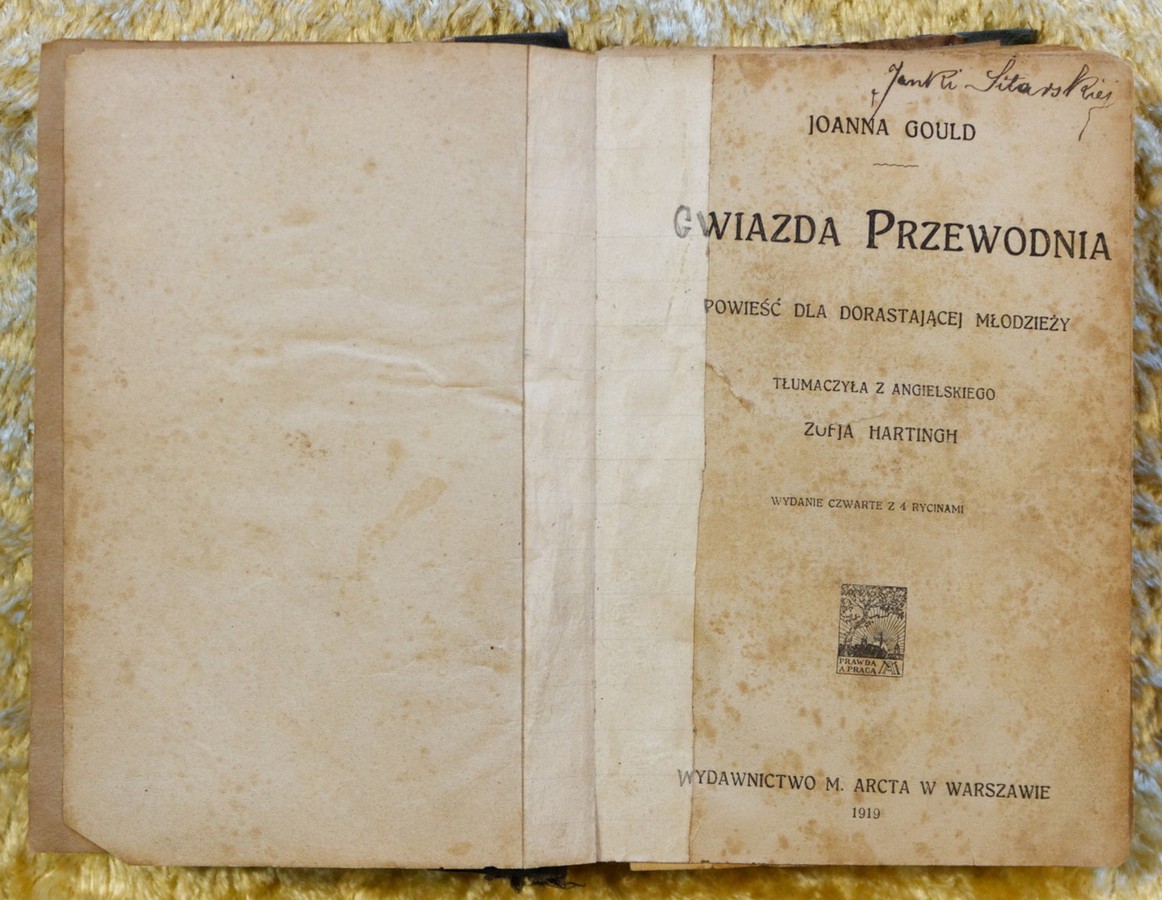 Janki Sitarskiej
JOANNA GOULD
GWIAZDA PRZEWODNIA
POWIEŚĆ DLA DORASTAJĄCEJ MŁODZIEŻY
TŁUMACZYŁA Z ANGIELSKIEGO
ZOFJA HARTINGH
WYDANIE CZWARTE Z 4 RYCINAMI
PRAWDA
A PRACĄ
WYDAWNICTWO M. ARCTA W WARSZAWIE
1919